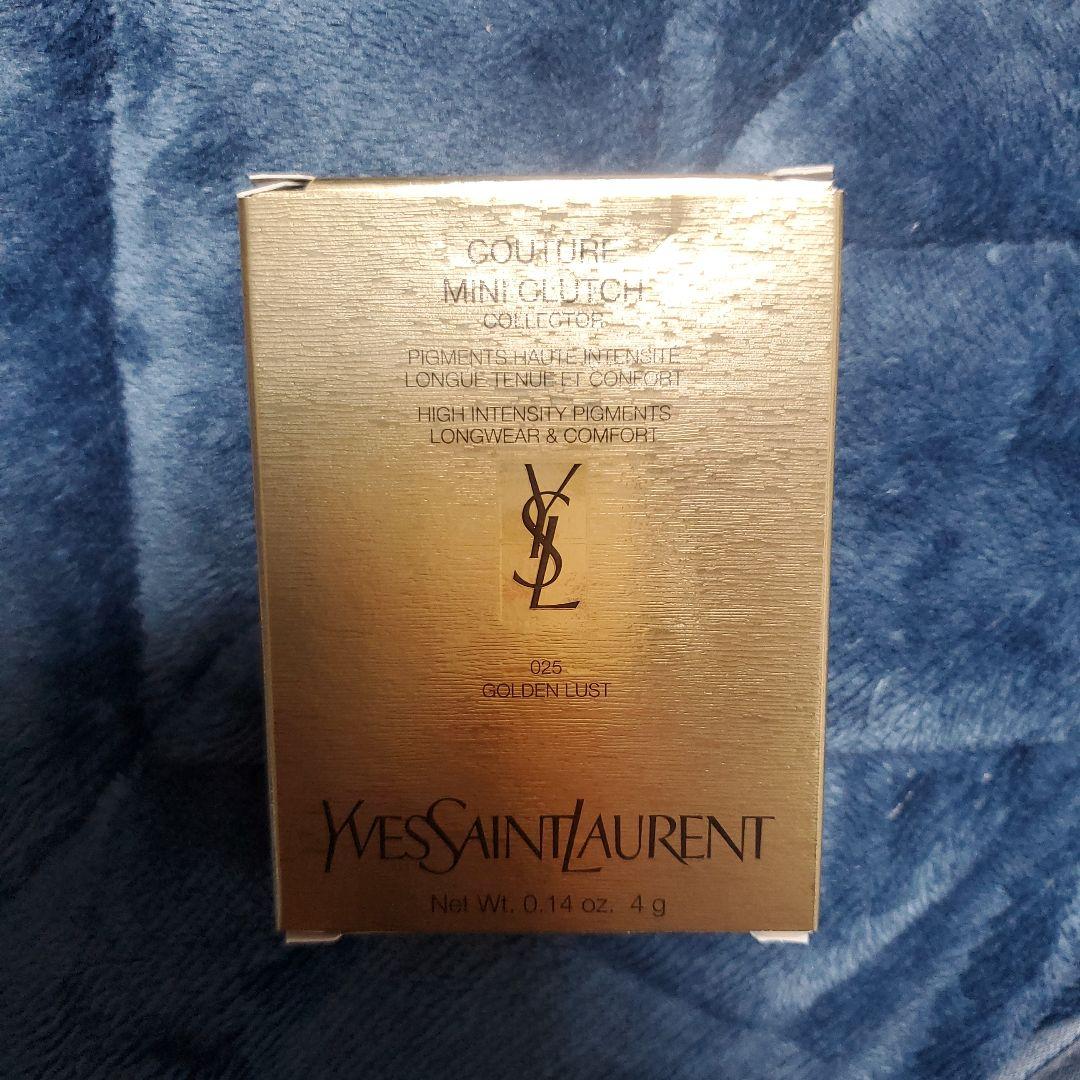 COUTURE
MINI CLUTCH
COLLECTOR
PIGMENTS HAUTE INTENSITÉ
LONGUE TENUE ET CONFORT
HIGH INTENSITY PIGMENTS
LONGWEAR & COMFORT
YSL
025
GOLDEN LUST
YVESSAINTLAURENT
Net Wt. 0.14 oz. 4 g